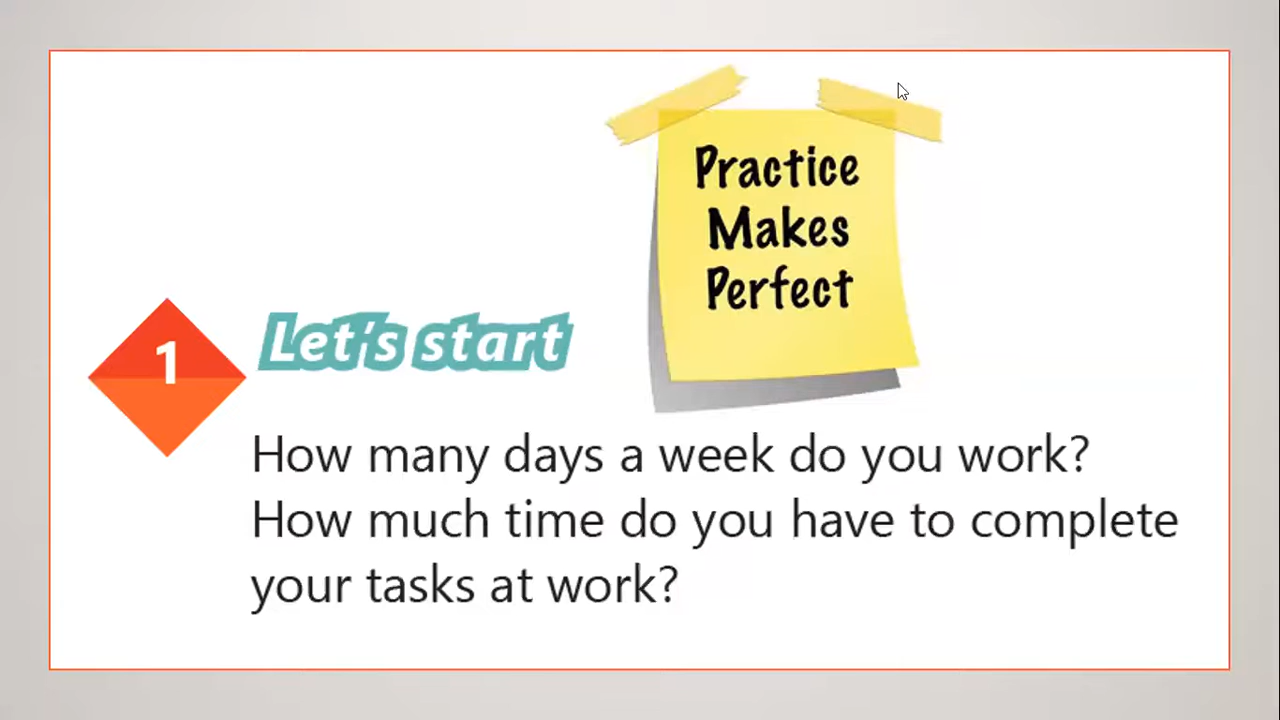 Practice
Makes
Perfect
1
Let's start
How many days a week do you work?
How much time do you have to complete
your tasks at work?